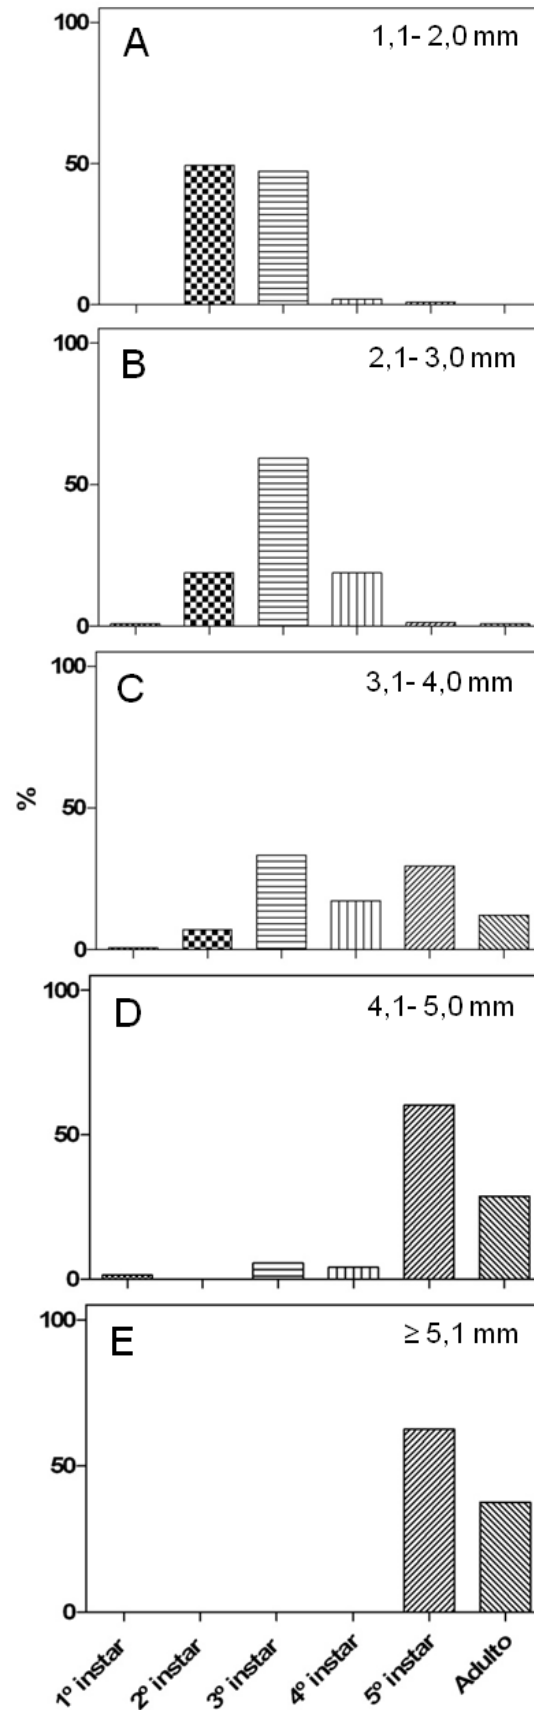 100
A
1,1- 2,0 mm
50
0
100
B
2,1- 3,0 mm
50
0
100
C
3,1- 4,0 mm
%
50
0
100
D
4,1- 5,0 mm
50
0
100
E
≥ 5,1 mm
50
0
1º instar
2º instar
3º instar
4º instar
5º instar
Adulto